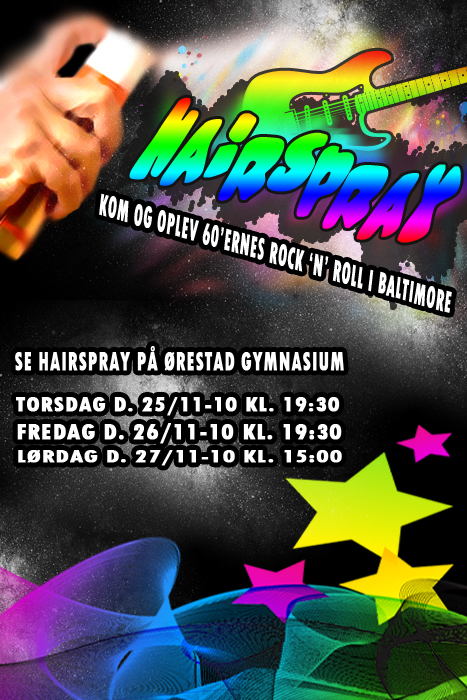 HAIRSPRAY
KOM OG OPLEV 60'ERNES ROCK 'N' ROLL I BALTIMORE
SE HAIRSPRAY PÅ ØRESTAD GYMNASIUM
TORSDAG D. 25/11-10 KL. 19:30
FREDAG D. 26/11-10 KL. 19:30
LØRDAG D. 27/11-10 KL. 15:00